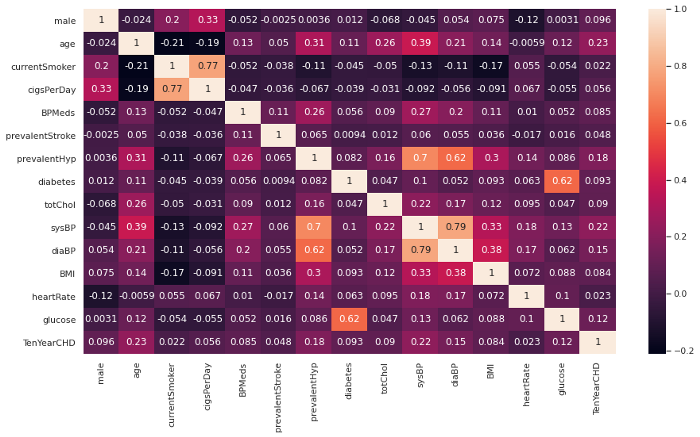 male 1 -0.024 0.2 0.33 -0.052 -0.0025 0.0036 0.012 -0.068 -0.045 0.054 0.075 -0.12 0.0031 0.096
age -0.024 1 -0.21 -0.19 0.13 0.05 0.31 0.11 0.26 0.39 0.21 0.14 -0.0059 0.12 0.23
currentSmoker 0.2 -0.21 1 0.77 -0.052 -0.038 -0.11 -0.045 -0.05 -0.13 -0.11 -0.17 0.055 -0.054 0.022
cigsPerDay 0.33 -0.19 0.77 1 -0.047 -0.036 -0.067 -0.039 -0.031 -0.092 -0.056 -0.091 0.067 -0.055 0.056
BPMeds -0.052 0.13 -0.052 -0.047 1 0.11 0.26 0.056 0.09 0.27 0.2 0.11 0.01 0.052 0.085
prevalentStroke -0.0025 0.05 -0.038 -0.036 0.11 1 0.065 0.0094 0.012 0.06 0.055 0.036 -0.017 0.016 0.048
prevalentHyp 0.0036 0.31 -0.11 -0.067 0.26 0.065 1 0.082 0.16 0.7 0.62 0.3 0.14 0.086 0.18
diabetes 0.012 0.11 -0.045 -0.039 0.056 0.0094 0.082 1 0.047 0.1 0.052 0.093 0.063 0.62 0.093
totChol -0.068 0.26 -0.05 -0.031 0.09 0.012 0.16 0.047 1 0.22 0.17 0.12 0.095 0.047 0.09
sysBP -0.045 0.39 -0.13 -0.092 0.27 0.06 0.7 0.1 0.22 1 0.79 0.33 0.18 0.13 0.22
diaBP 0.054 0.21 -0.11 -0.056 0.2 0.055 0.62 0.052 0.17 0.79 1 0.38 0.17 0.062 0.15
BMI 0.075 0.14 -0.17 -0.091 0.11 0.036 0.3 0.093 0.12 0.33 0.38 1 0.072 0.088 0.084
heartRate -0.12 -0.0059 0.055 0.067 0.01 -0.017 0.14 0.063 0.095 0.18 0.17 0.072 1 0.1 0.023
glucose 0.0031 0.12 -0.054 -0.055 0.052 0.016 0.086 0.62 0.047 0.13 0.062 0.088 0.1 1 0.12
TenYearCHD 0.096 0.23 0.022 0.056 0.085 0.048 0.18 0.093 0.09 0.22 0.15 0.084 0.023 0.12 1
male
age
currentSmoker
cigsPerDay
BPMeds
prevalentStroke
prevalentHyp
diabetes
totChol
sysBP
diaBP
BMI
heartRate
glucose
TenYearCHD
1.0
0.8
0.6
0.4
0.2
0.0
−0.2